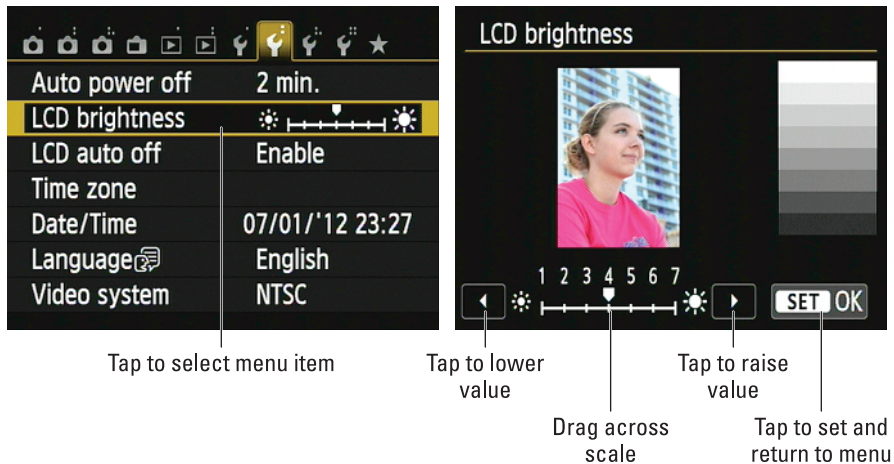 Auto power off 2 min.
LCD brightness
LCD auto off Enable
Time zone
Date/Time 07/01/'12 23:27
Language English
Video system NTSC
Tap to select menu item
LCD brightness
1 2 3 4 5 6 7
SET OK
Tap to lower
value
Drag across
scale
Tap to raise
value
Tap to set and
return to menu